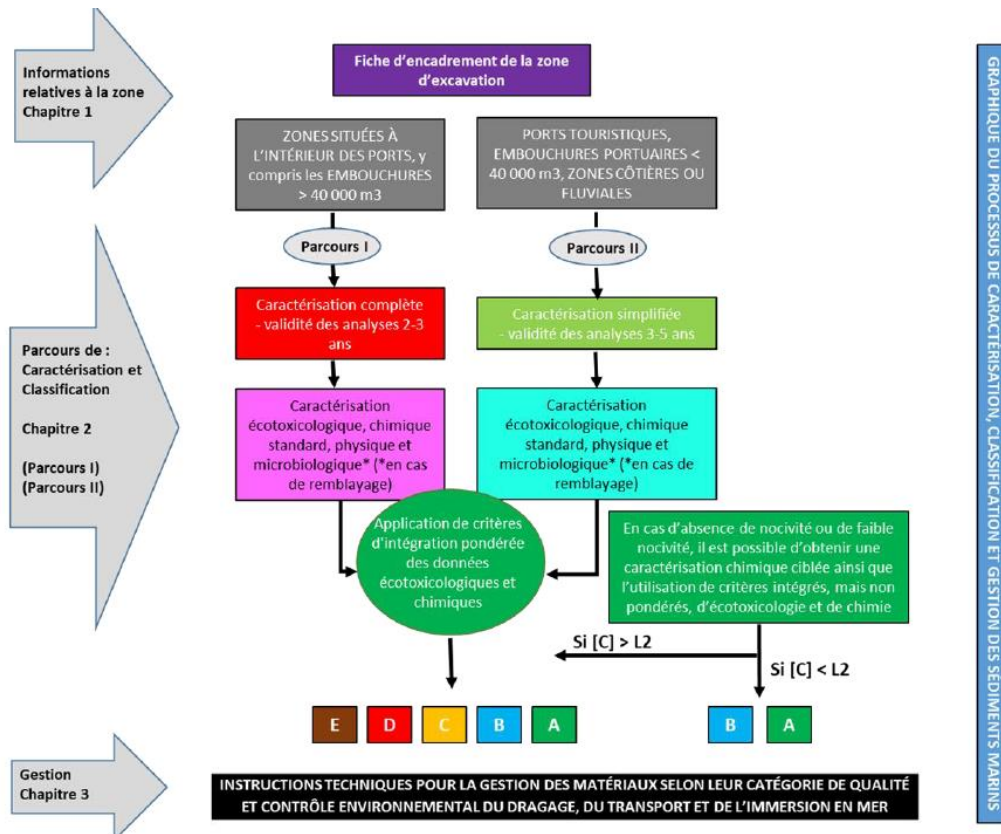 Informations
relatives à la zone
Chapitre 1
Fiche d'encadrement de la zone
d'excavation
ZONES SITUÉES À
L'INTÉRIEUR DES PORTS, y
compris les EMBOUCHURES
> 40 000 m3
PORTS TOURISTIQUES,
EMBOUCHURES PORTUAIRES <
40 000 m3, ZONES CÔTIÈRES OU
FLUVIALES
Parcours I
Parcours II
Parcours de :
Caractérisation et
Classification
Chapitre 2
(Parcours I)
(Parcours II)
Caractérisation complète
- validité des analyses 2-3
ans
Caractérisation simplifiée
- validité des analyses 3-5 ans
Caractérisation
écotoxicologique, chimique
standard, physique et
microbiologique* (*en cas
de remblayage)
Caractérisation
écotoxicologique, chimique
standard, physique et
microbiologique* (*en cas de
remblayage)
Application de critères
d'intégration pondérée
des données
écotoxicologiques et
chimiques
En cas d'absence de nocivité ou de faible
nocivité, il est possible d'obtenir une
caractérisation chimique ciblée ainsi que
l'utilisation de critères intégrés, mais non
pondérés, d'écotoxicologie et de chimie
Si [C] > L2
Si [C] < L2
E D C B A
B A
Gestion
Chapitre 3
INSTRUCTIONS TECHNIQUES POUR LA GESTION DES MATÉRIAUX SELON LEUR CATÉGORIE DE QUALITÉ
ET CONTRÔLE ENVIRONMENTAL DU DRAGAGE, DU TRANSPORT ET DE L'IMMERSION EN MER
GRAPHIQUE DU PROCESSUS DE CARACTÉRISATION, CLASSIFICATION ET GESTION DES SÉDIMENTS MARINS